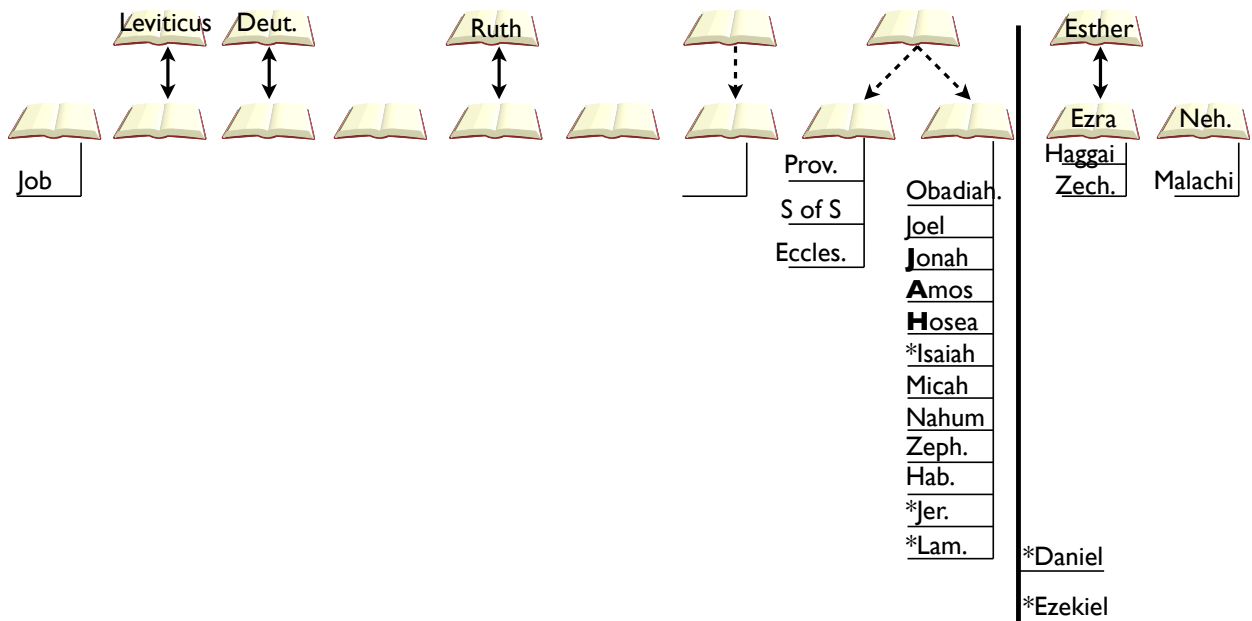 Leviticus
Deut.
Ruth
Esther
Ezra
Neh.
Job
Prov.
S of S
Eccles.
Obadiah.
Joel
Jonah
Amos
Hosea
*Isaiah
Micah
Nahum
Zeph.
Hab.
*Jer.
*Lam.
Haggai
Zech.
Malachi
*Daniel
*Ezekiel